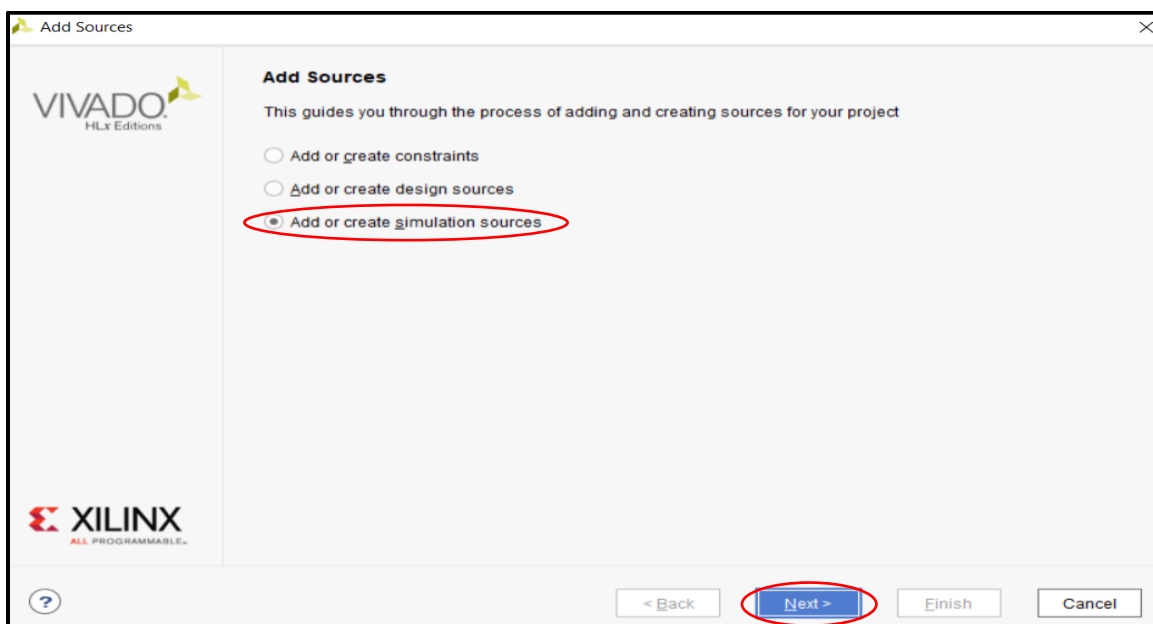 Add Sources
VIVADO.
HLx Editions
Add Sources
This guides you through the process of adding and creating sources for your project
Add or create constraints
Add or create design sources
Add or create simulation sources
XILINX
ALL PROGRAMMABLE™
?
< Back
Next >
Finish
Cancel